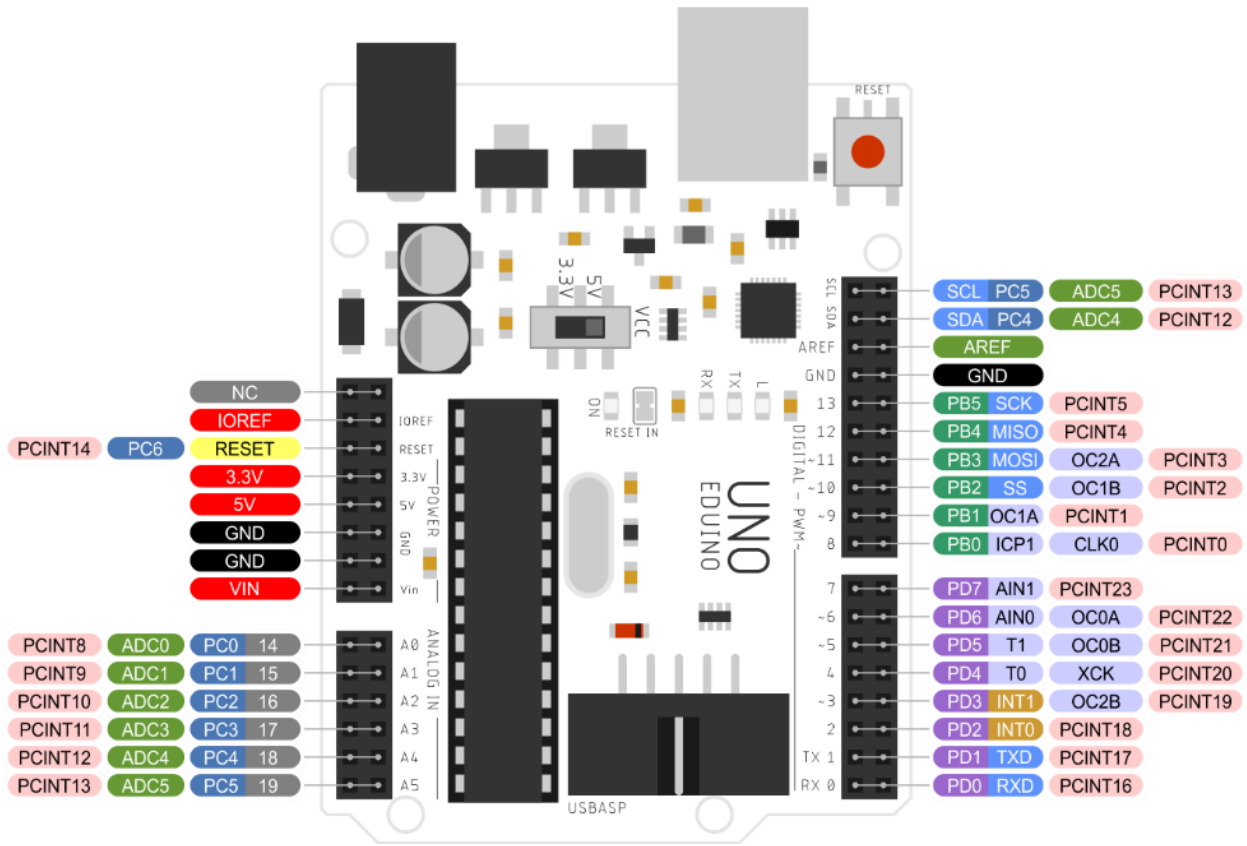 RESET
3.3V
5V
VCC
SCL
SDA
AREF
GND
13
12
~11
~10
~9
8
7
~6
~5
4
~3
2
TX 1
RX 0
DIGITAL - PWM~
ON
RESET IN
RX
TX
L
UNO
EDUINO
USBASP
IOREF
RESET
3.3V
5V
GND
Vin
POWER
A0
A1
A2
A3
A4
A5
ANALOG IN
NC
IOREF
PCINT14 PC6 RESET
3.3V
5V
GND
GND
VIN
PCINT8 ADC0 PC0 14
PCINT9 ADC1 PC1 15
PCINT10 ADC2 PC2 16
PCINT11 ADC3 PC3 17
PCINT12 ADC4 PC4 18
PCINT13 ADC5 PC5 19
SCL PC5 ADC5 PCINT13
SDA PC4 ADC4 PCINT12
AREF
GND
PB5 SCK PCINT5
PB4 MISO PCINT4
PB3 MOSI OC2A PCINT3
PB2 SS OC1B PCINT2
PB1 OC1A PCINT1
PB0 ICP1 CLK0 PCINT0
PD7 AIN1 PCINT23
PD6 AIN0 OC0A PCINT22
PD5 T1 OC0B PCINT21
PD4 T0 XCK PCINT20
PD3 INT1 OC2B PCINT19
PD2 INT0 PCINT18
PD1 TXD PCINT17
PD0 RXD PCINT16